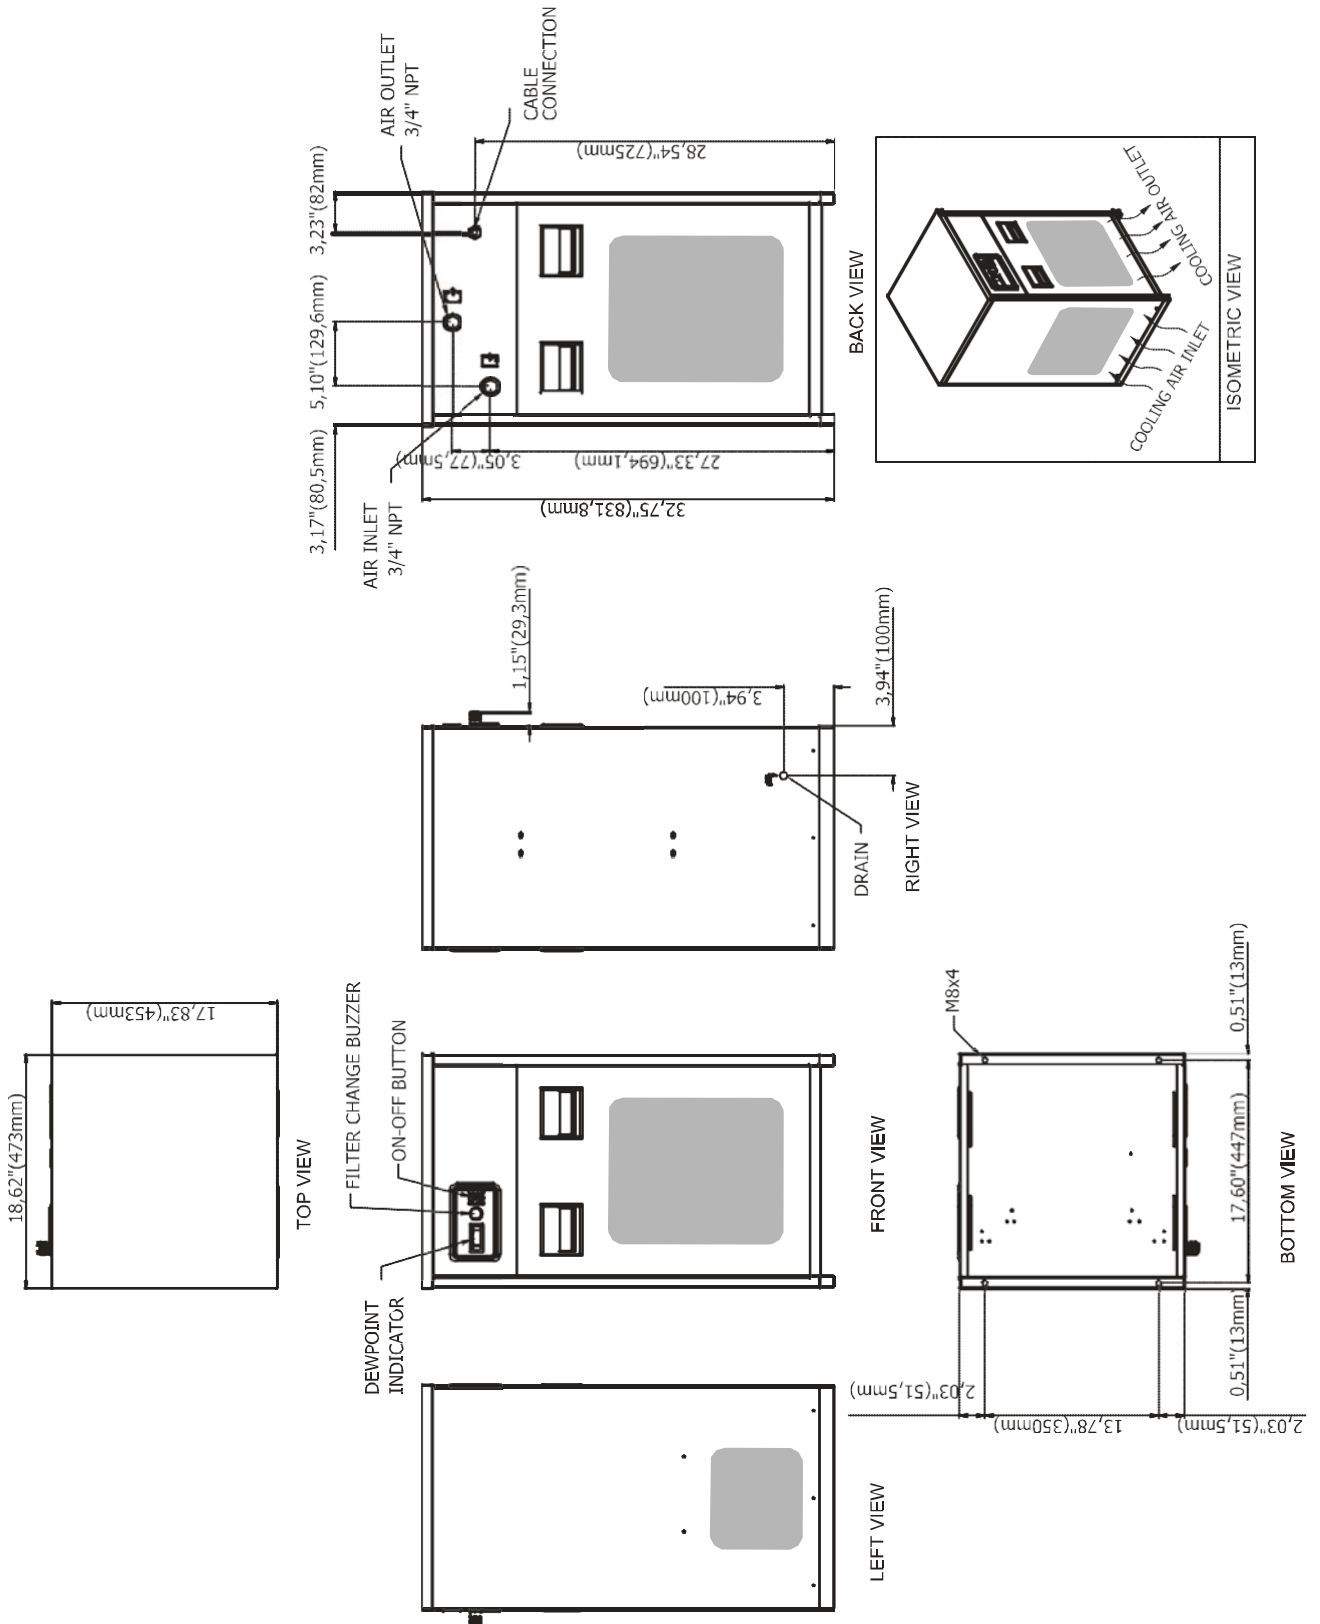 18,62"(473mm)
17,83"(453mm)
TOP VIEW
3,17"(80,5mm)
5,10"(129,6mm)
3,23"(82mm)
AIR INLET
3/4" NPT
AIR OUTLET
3/4" NPT
CABLE
CONNECTION
32,75"(831,8mm)
27,33"(694,1mm)
3,05"(77,5mm)
28,54"(725mm)
BACK VIEW
DEWPOINT
INDICATOR
FILTER CHANGE BUZZER
ON-OFF BUTTON
FRONT VIEW
1,15"(29,3mm)
3,94"(100mm)
3,94"(100mm)
DRAIN
RIGHT VIEW
LEFT VIEW
2,03"(51,5mm)
13,78"(350mm)
2,03"(51,5mm)
M8x4
0,51"(13mm)
17,60"(447mm)
0,51"(13mm)
BOTTOM VIEW
COOLING AIR INLET
COOLING AIR OUTLET
ISOMETRIC VIEW